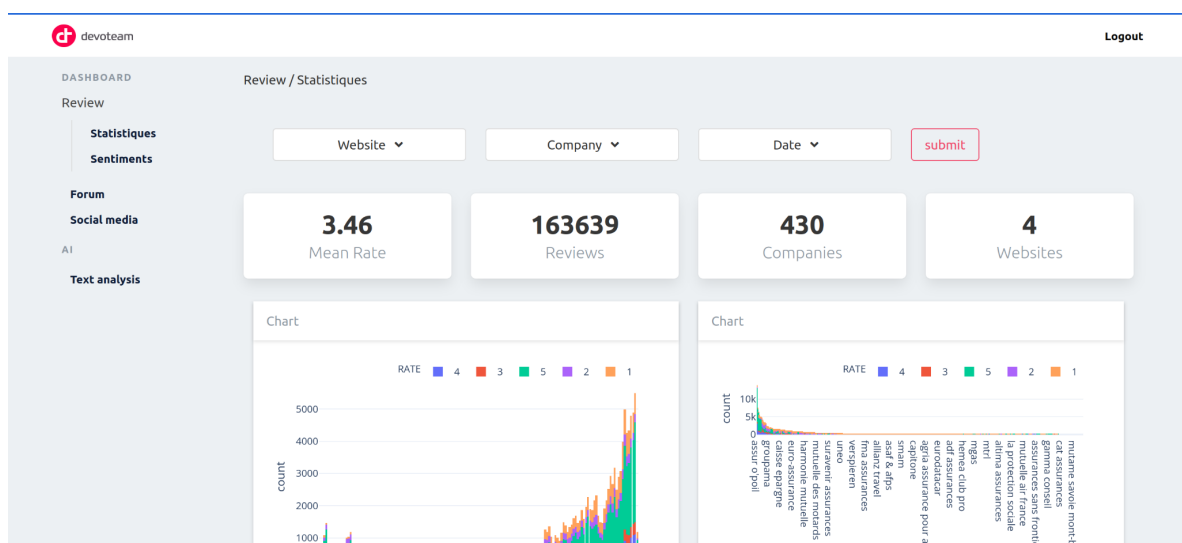 devoteam
Logout
DASHBOARD
Review / Statistiques
Review
Statistiques
Sentiments
Forum
Social media
AI
Text analysis
Website
Company
Date
submit
3.46
Mean Rate
163639
Reviews
430
Companies
4
Websites
Chart
RATE 4 3 5 2 1
5000
4000
3000
2000
1000
count
Chart
RATE 4 3 5 2 1
10k
5k
0
count
assur o'poil
groupama
caisse epargne
euro-assurance
harmonie mutuelle
mutuelle des motards
suravenir assurances
uneo
verspieren
fma assurances
allianz travel
asaf & afps
smam
capitone
agria assurance pour a
eurodatacar
adf assurances
hemea club pro
mgas
mtrl
altima assurances
la protection sociale
mutuelle air france
assurances sans fronti
gamma conseil
cat assurances
mutame savoie mont-b